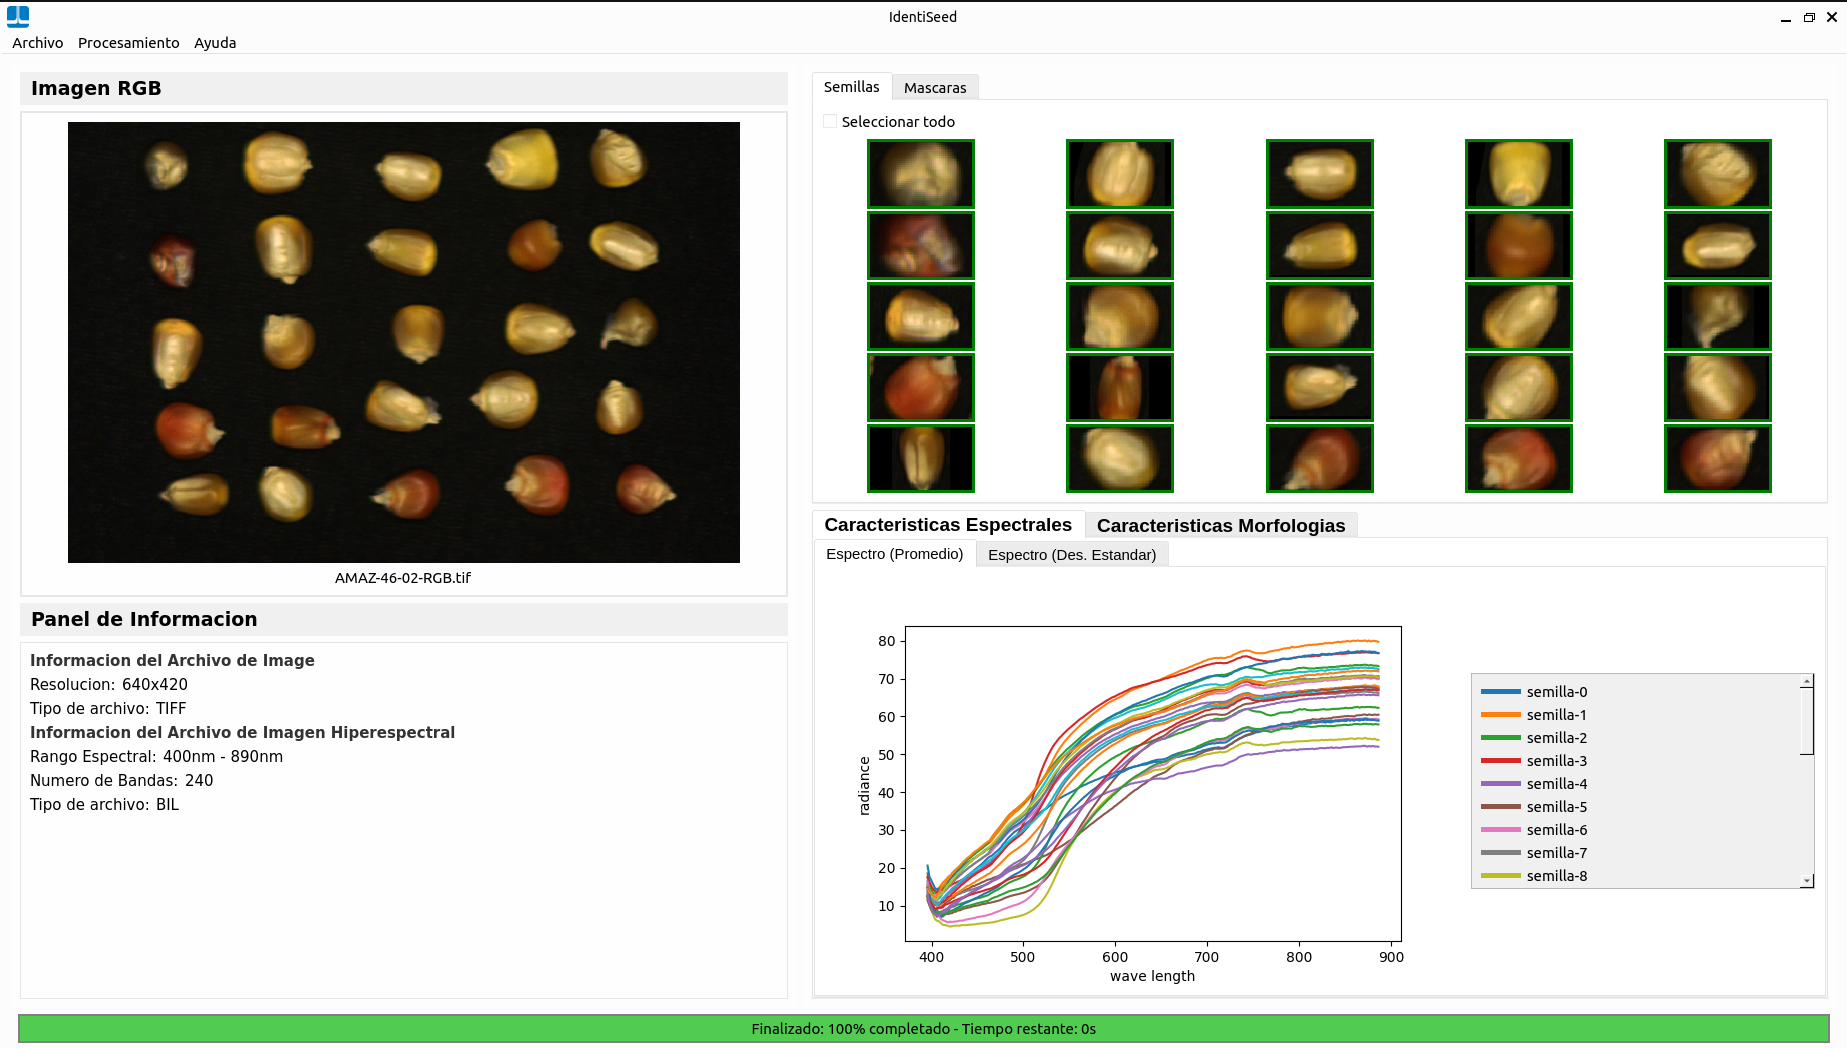 IdentiSeed
Archivo Procesamiento Ayuda
Imagen RGB
AMAZ-46-02-RGB.tif
Panel de Informacion
Informacion del Archivo de Image
Resolucion: 640x420
Tipo de archivo: TIFF
Informacion del Archivo de Imagen Hiperespectral
Rango Espectral: 400nm - 890nm
Numero de Bandas: 240
Tipo de archivo: BIL
Semillas Mascaras
Seleccionar todo
Caracteristicas Espectrales Caracteristicas Morfologias
Espectro (Promedio) Espectro (Des. Estandar)
80
70
60
50
40
30
20
10
radiance
400 500 600 700 800 900
wave length
semilla-0
semilla-1
semilla-2
semilla-3
semilla-4
semilla-5
semilla-6
semilla-7
semilla-8
Finalizado: 100% completado - Tiempo restante: 0s